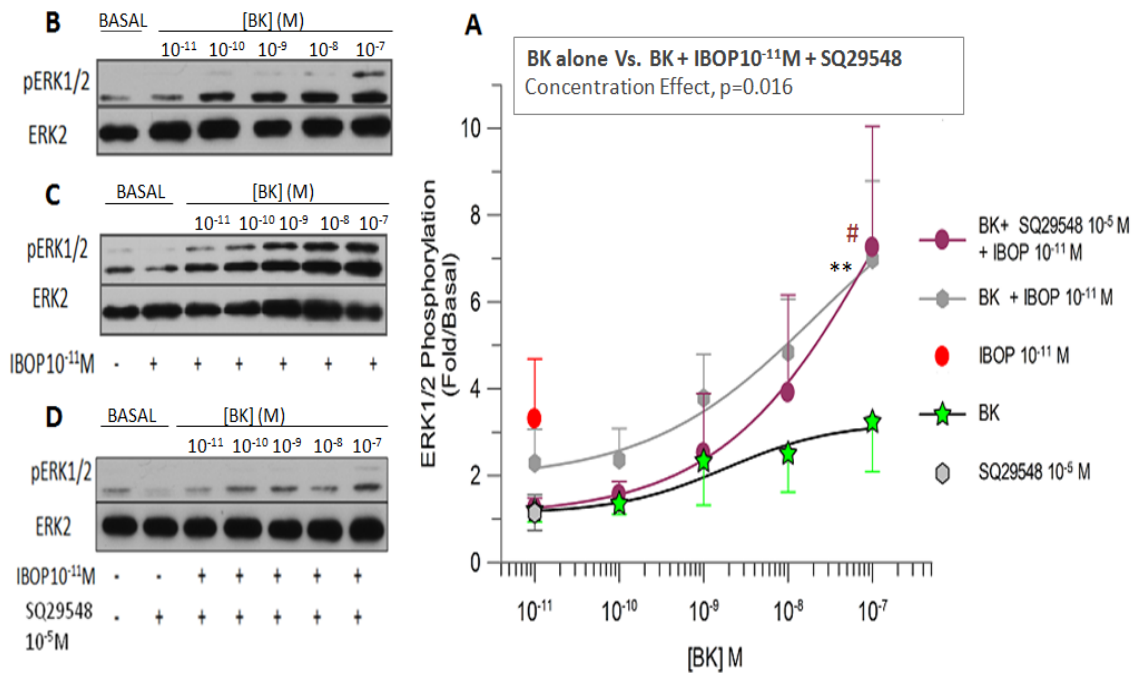 B
BASAL
[BK] (M)
10⁻¹¹ 10⁻¹⁰ 10⁻⁹ 10⁻⁸ 10⁻⁷
pERK1/2
ERK2
C
BASAL
[BK] (M)
10⁻¹¹ 10⁻¹⁰ 10⁻⁹ 10⁻⁸ 10⁻⁷
pERK1/2
ERK2
IBOP10⁻¹¹M - + + + + + +
D
BASAL
[BK] (M)
10⁻¹¹ 10⁻¹⁰ 10⁻⁹ 10⁻⁸ 10⁻⁷
pERK1/2
ERK2
IBOP10⁻¹¹M - - + + + + +
SQ29548 - + + + + + +
10⁻⁵M
A
BK alone Vs. BK + IBOP10⁻¹¹M + SQ29548
Concentration Effect, p=0.016
ERK1/2 Phosphorylation
(Fold/Basal)
10
8
6
4
2
0
#
**
10⁻¹¹ 10⁻¹⁰ 10⁻⁹ 10⁻⁸ 10⁻⁷
[BK] M
BK+ SQ29548 10⁻⁵ M
+ IBOP 10⁻¹¹ M
BK + IBOP 10⁻¹¹ M
IBOP 10⁻¹¹ M
BK
SQ29548 10⁻⁵ M